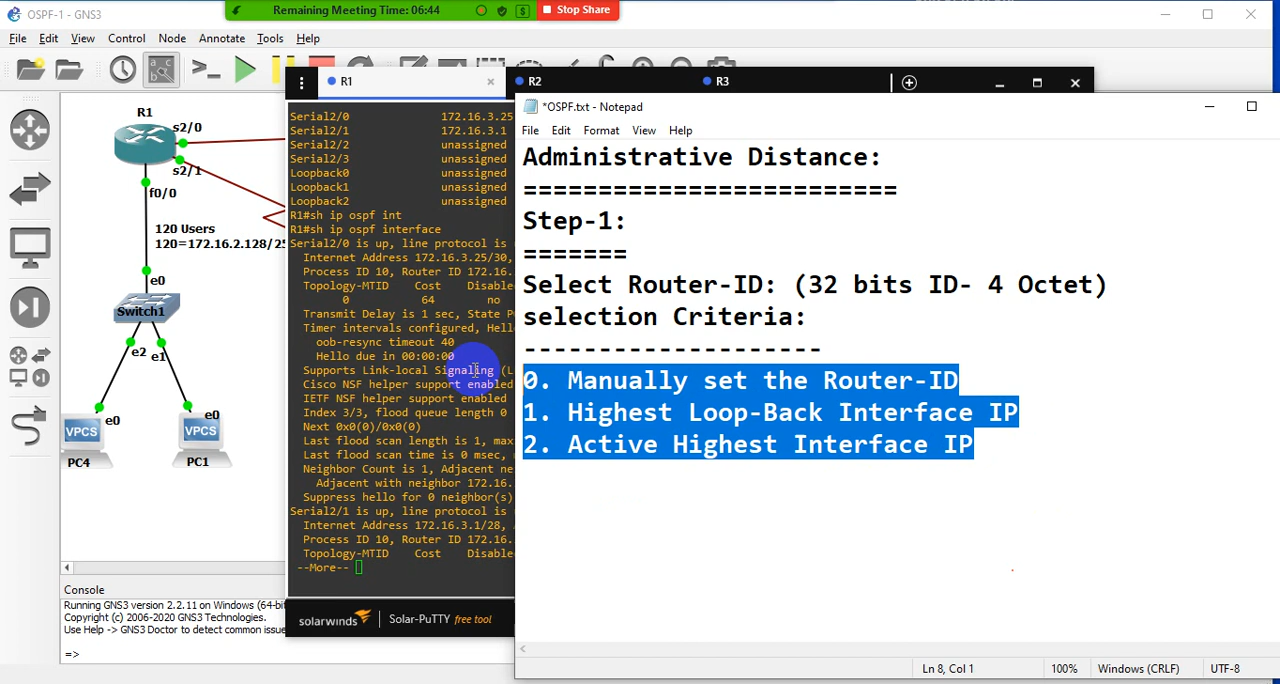 OSPF-1 - GNS3
Remaining Meeting Time: 06:44
Stop Share
File Edit View Control Node Annotate Tools Help
R1
s2/0
s2/1
f0/0
120 Users
120=172.16.2.128/25
e0
Switch1
e2 e1
e0 e0
VPCS VPCS
PC4 PC1
Console
Running GNS3 version 2.2.11 on Windows (64-bi
Copyright (c) 2006-2020 GNS3 Technologies.
Use Help -> GNS3 Doctor to detect common issue
=>
R1 × R2 R3
Serial2/0 172.16.3.25
Serial2/1 172.16.3.1
Serial2/2 unassigned
Serial2/3 unassigned
Loopback0 unassigned
Loopback1 unassigned
Loopback2 unassigned
R1#sh ip ospf int
R1#sh ip ospf interface
Serial2/0 is up, line protocol is
Internet Address 172.16.3.25/30,
Process ID 10, Router ID 172.16.
Topology-MTID Cost Disable
0 64 no
Transmit Delay is 1 sec, State P
Timer intervals configured, Hell
oob-resync timeout 40
Hello due in 00:00:00
Supports Link-local Signaling (L
Cisco NSF helper support enabled
IETF NSF helper support enabled
Index 3/3, flood queue length 0
Next 0x0(0)/0x0(0)
Last flood scan length is 1, max
Last flood scan time is 0 msec,
Neighbor Count is 1, Adjacent ne
Adjacent with neighbor 172.16.
Suppress hello for 0 neighbor(s)
Serial2/1 is up, line protocol is
Internet Address 172.16.3.1/28,
Process ID 10, Router ID 172.16.
Topology-MTID Cost Disable
--More--
solarwinds Solar-PuTTY free tool
*OSPF.txt - Notepad
File Edit Format View Help
Administrative Distance:
=========================
Step-1:
=======
Select Router-ID: (32 bits ID- 4 Octet)
selection Criteria:
--------------------
0. Manually set the Router-ID
1. Highest Loop-Back Interface IP
2. Active Highest Interface IP
Ln 8, Col 1 100% Windows (CRLF) UTF-8